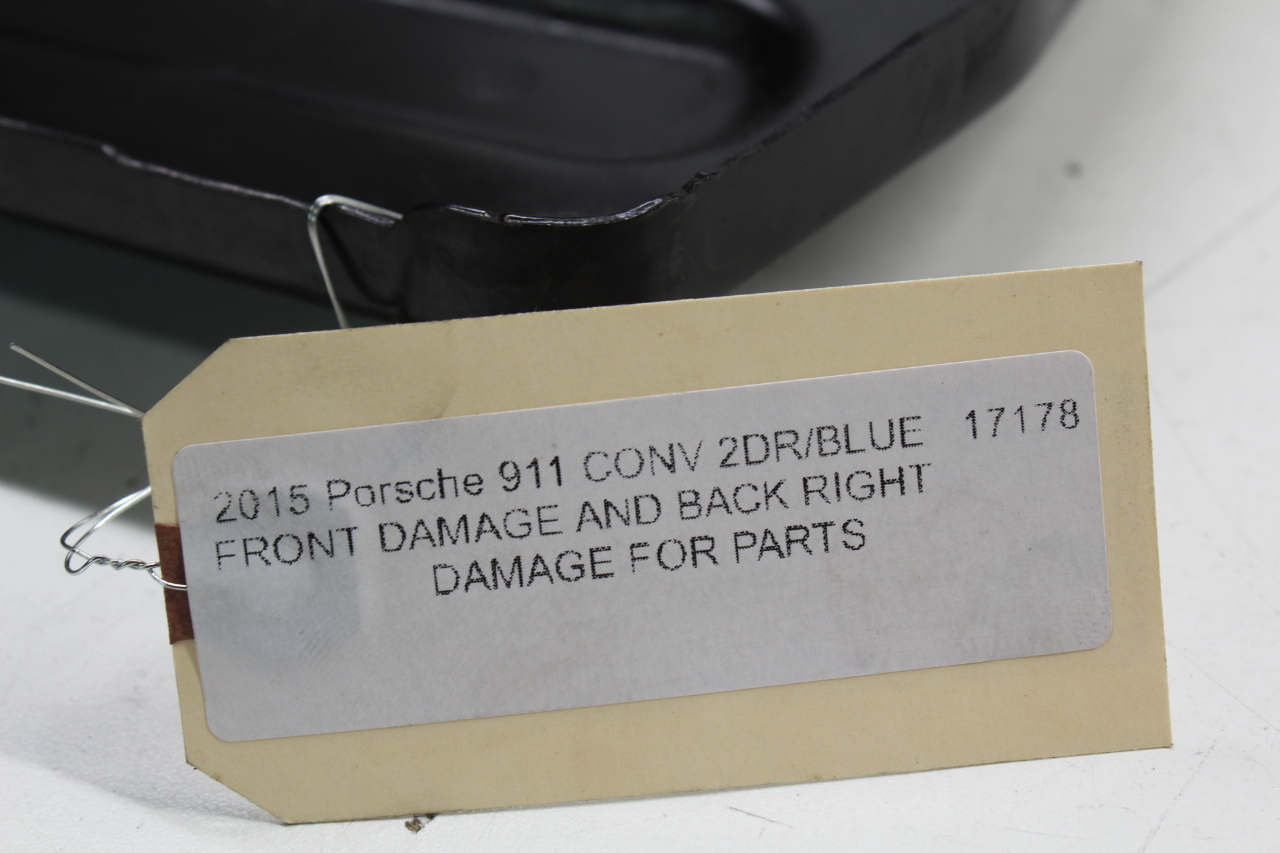 2015 Porsche 911 CONV 2DR/BLUE 17178
FRONT DAMAGE AND BACK RIGHT
DAMAGE FOR PARTS